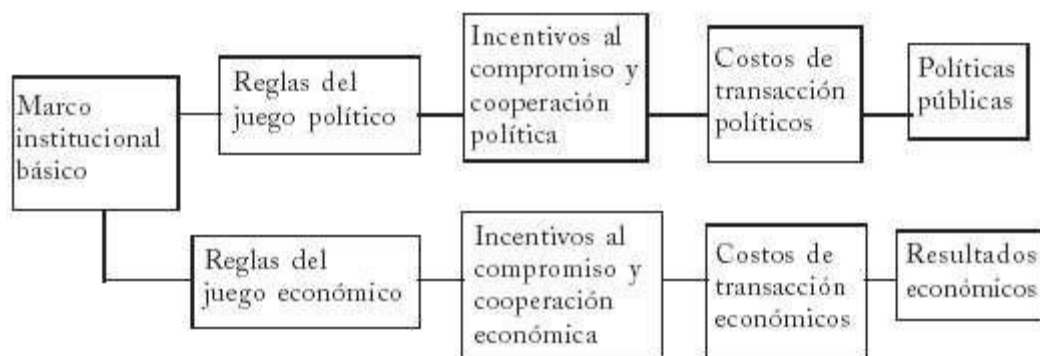 Marco
institucional
básico
Reglas del
juego político
Incentivos al
compromiso y
cooperación
política
Costos de
transacción
políticos
Políticas
públicas
Reglas del
juego económico
Incentivos al
compromiso y
cooperación
económica
Costos de
transacción
económicos
Resultados
económicos